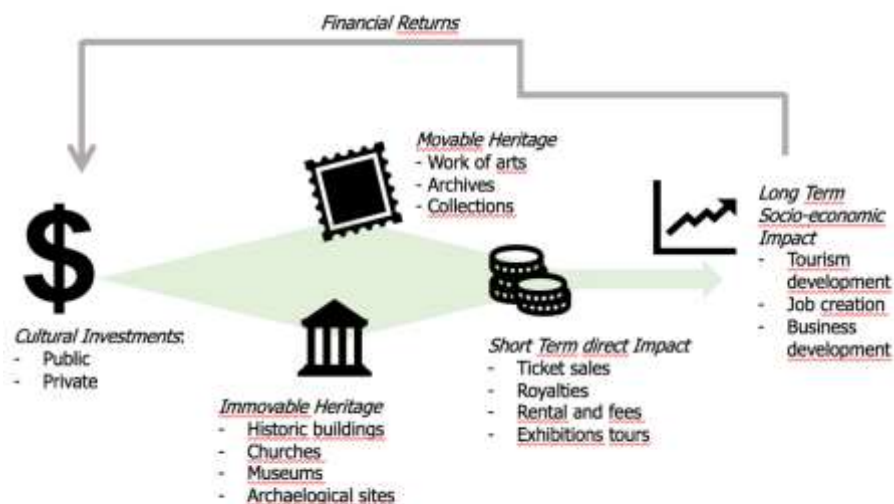 Financial Returns
Movable Heritage
- Work of arts
- Archives
- Collections
Long Term
Socio-economic
Impact
- Tourism
development
- Job creation
- Business
development
$
Cultural Investments:
- Public
- Private
Short Term direct Impact
- Ticket sales
- Royalties
- Rental and fees
- Exhibitions tours
Immovable Heritage
- Historic buildings
- Churches
- Museums
- Archaelogical sites